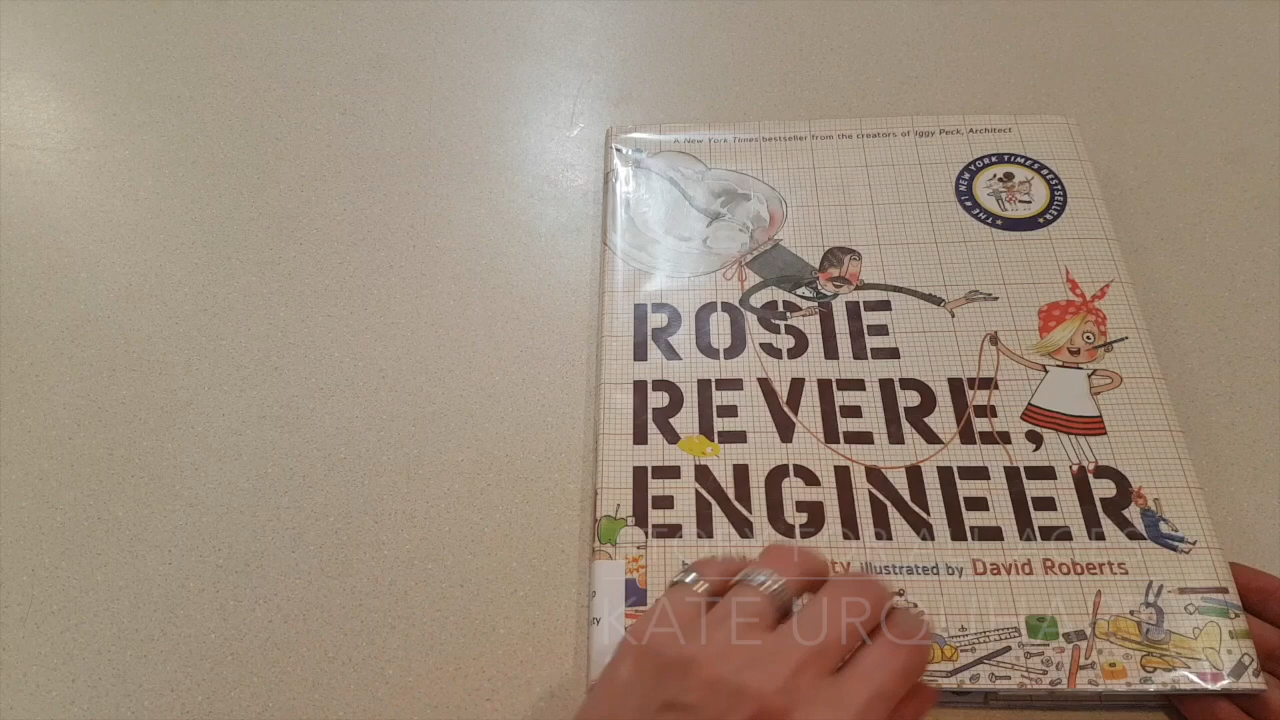 A New York Times bestseller from the creators of Iggy Peck, Architect
THE #1 NEW YORK TIMES BESTSELLER
ROSIE
REVERE,
ENGINEER
illustrated by David Roberts
KATE